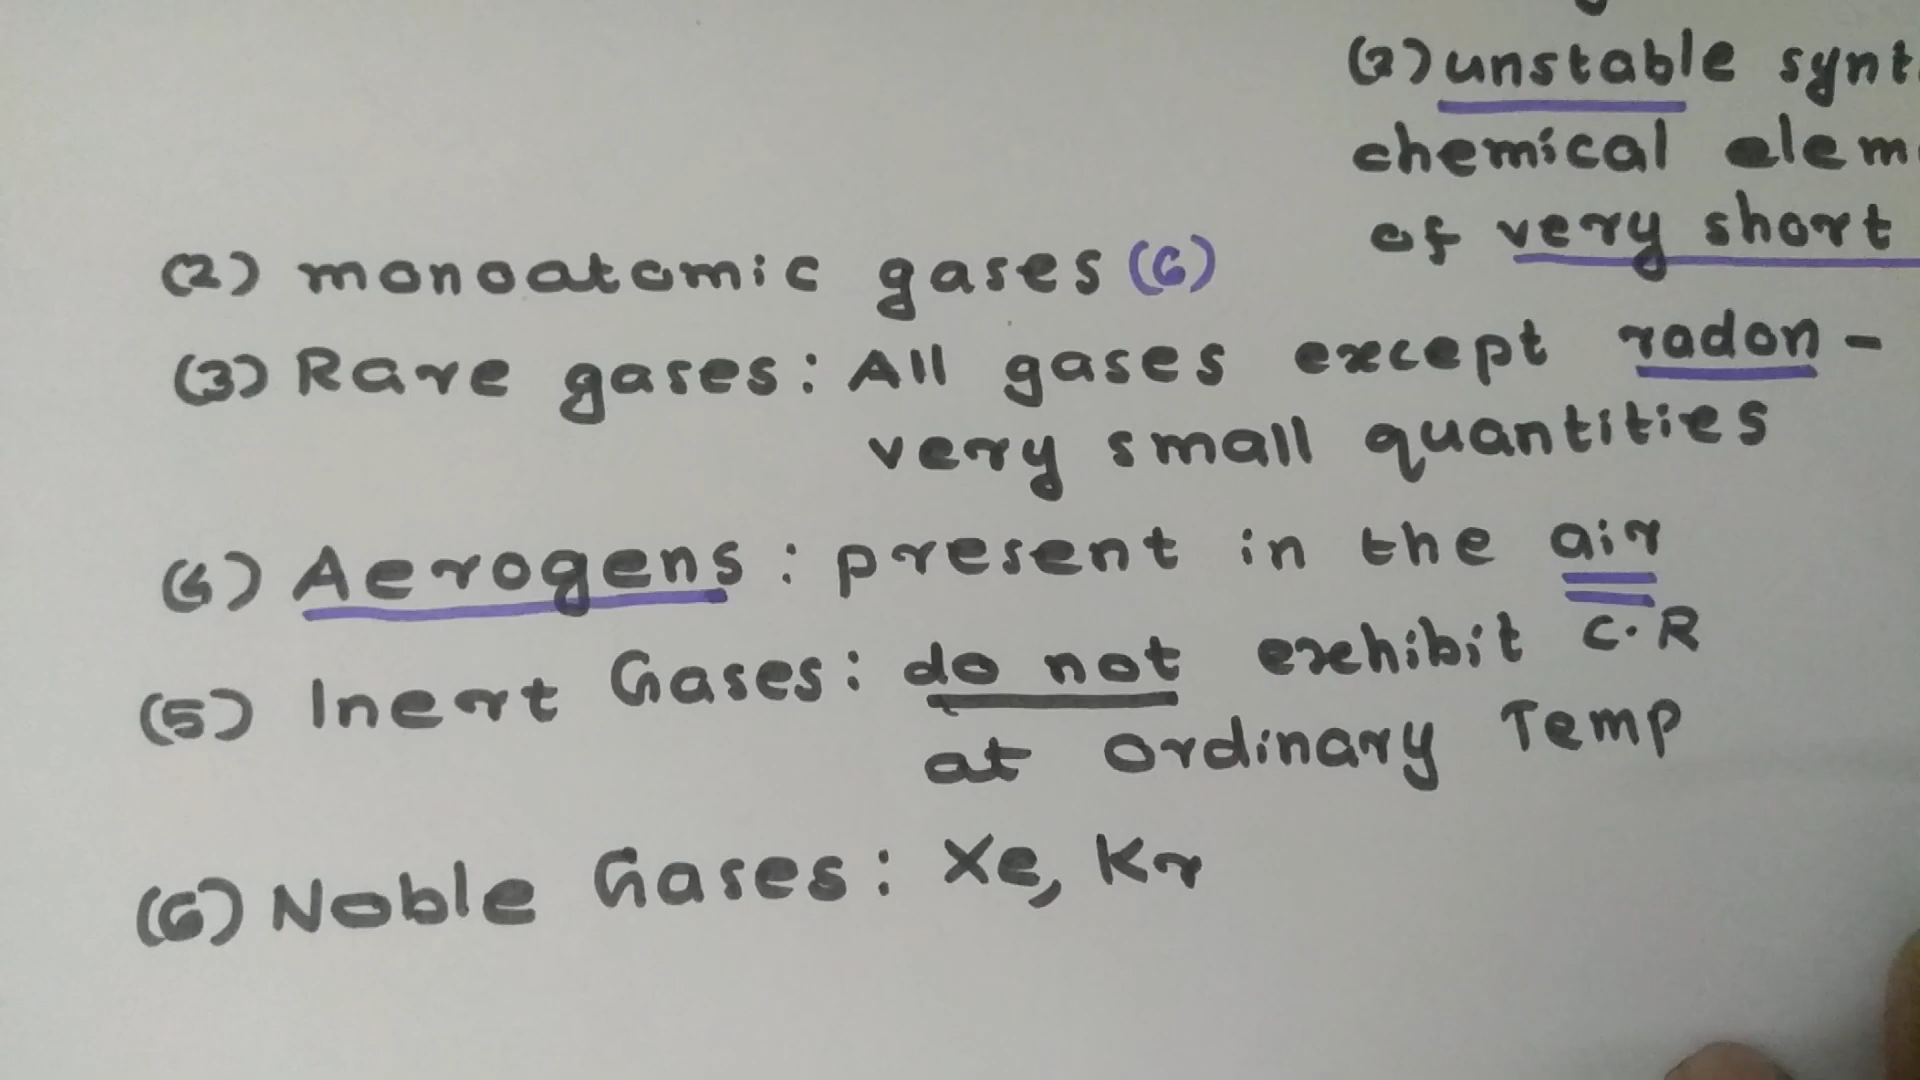 (2) unstable
chemical
of very short
(2) monoatomic gases (6)
(3) Rare gases: All gases except radon -
very small quantities
(4) Aerogens: present in the air
(5) Inert Gases: do not exhibit C.R
at ordinary Temp
(6) Noble Gases: Xe, Kr